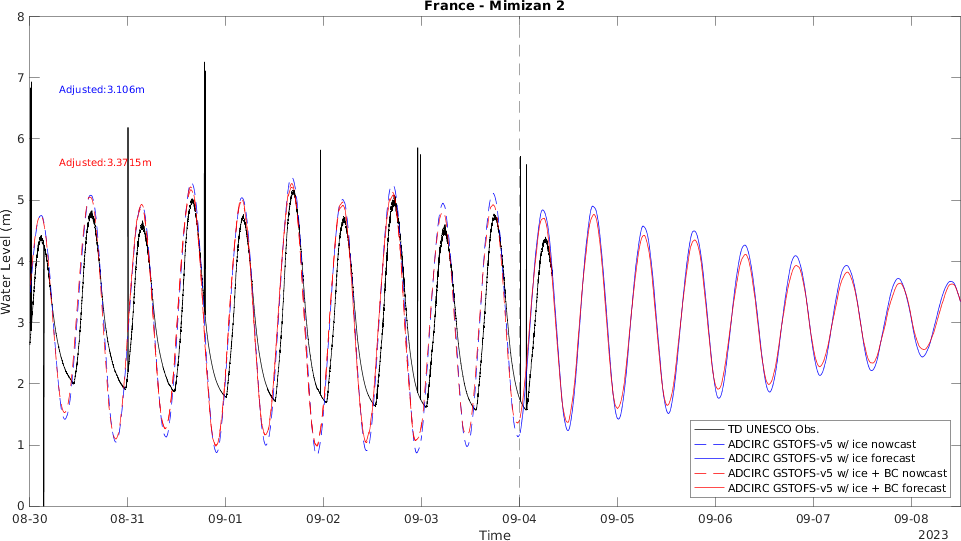 France - Mimizan 2
Water Level (m)
8
7
6
5
4
3
2
1
0
Adjusted:3.106m
Adjusted:3.3715m
TD UNESCO Obs.
ADCIRC GSTOFS-v5 w/ ice nowcast
ADCIRC GSTOFS-v5 w/ ice forecast
ADCIRC GSTOFS-v5 w/ ice + BC nowcast
ADCIRC GSTOFS-v5 w/ ice + BC forecast
08-30 08-31 09-01 09-02 09-03 09-04 09-05 09-06 09-07 09-08
Time
2023